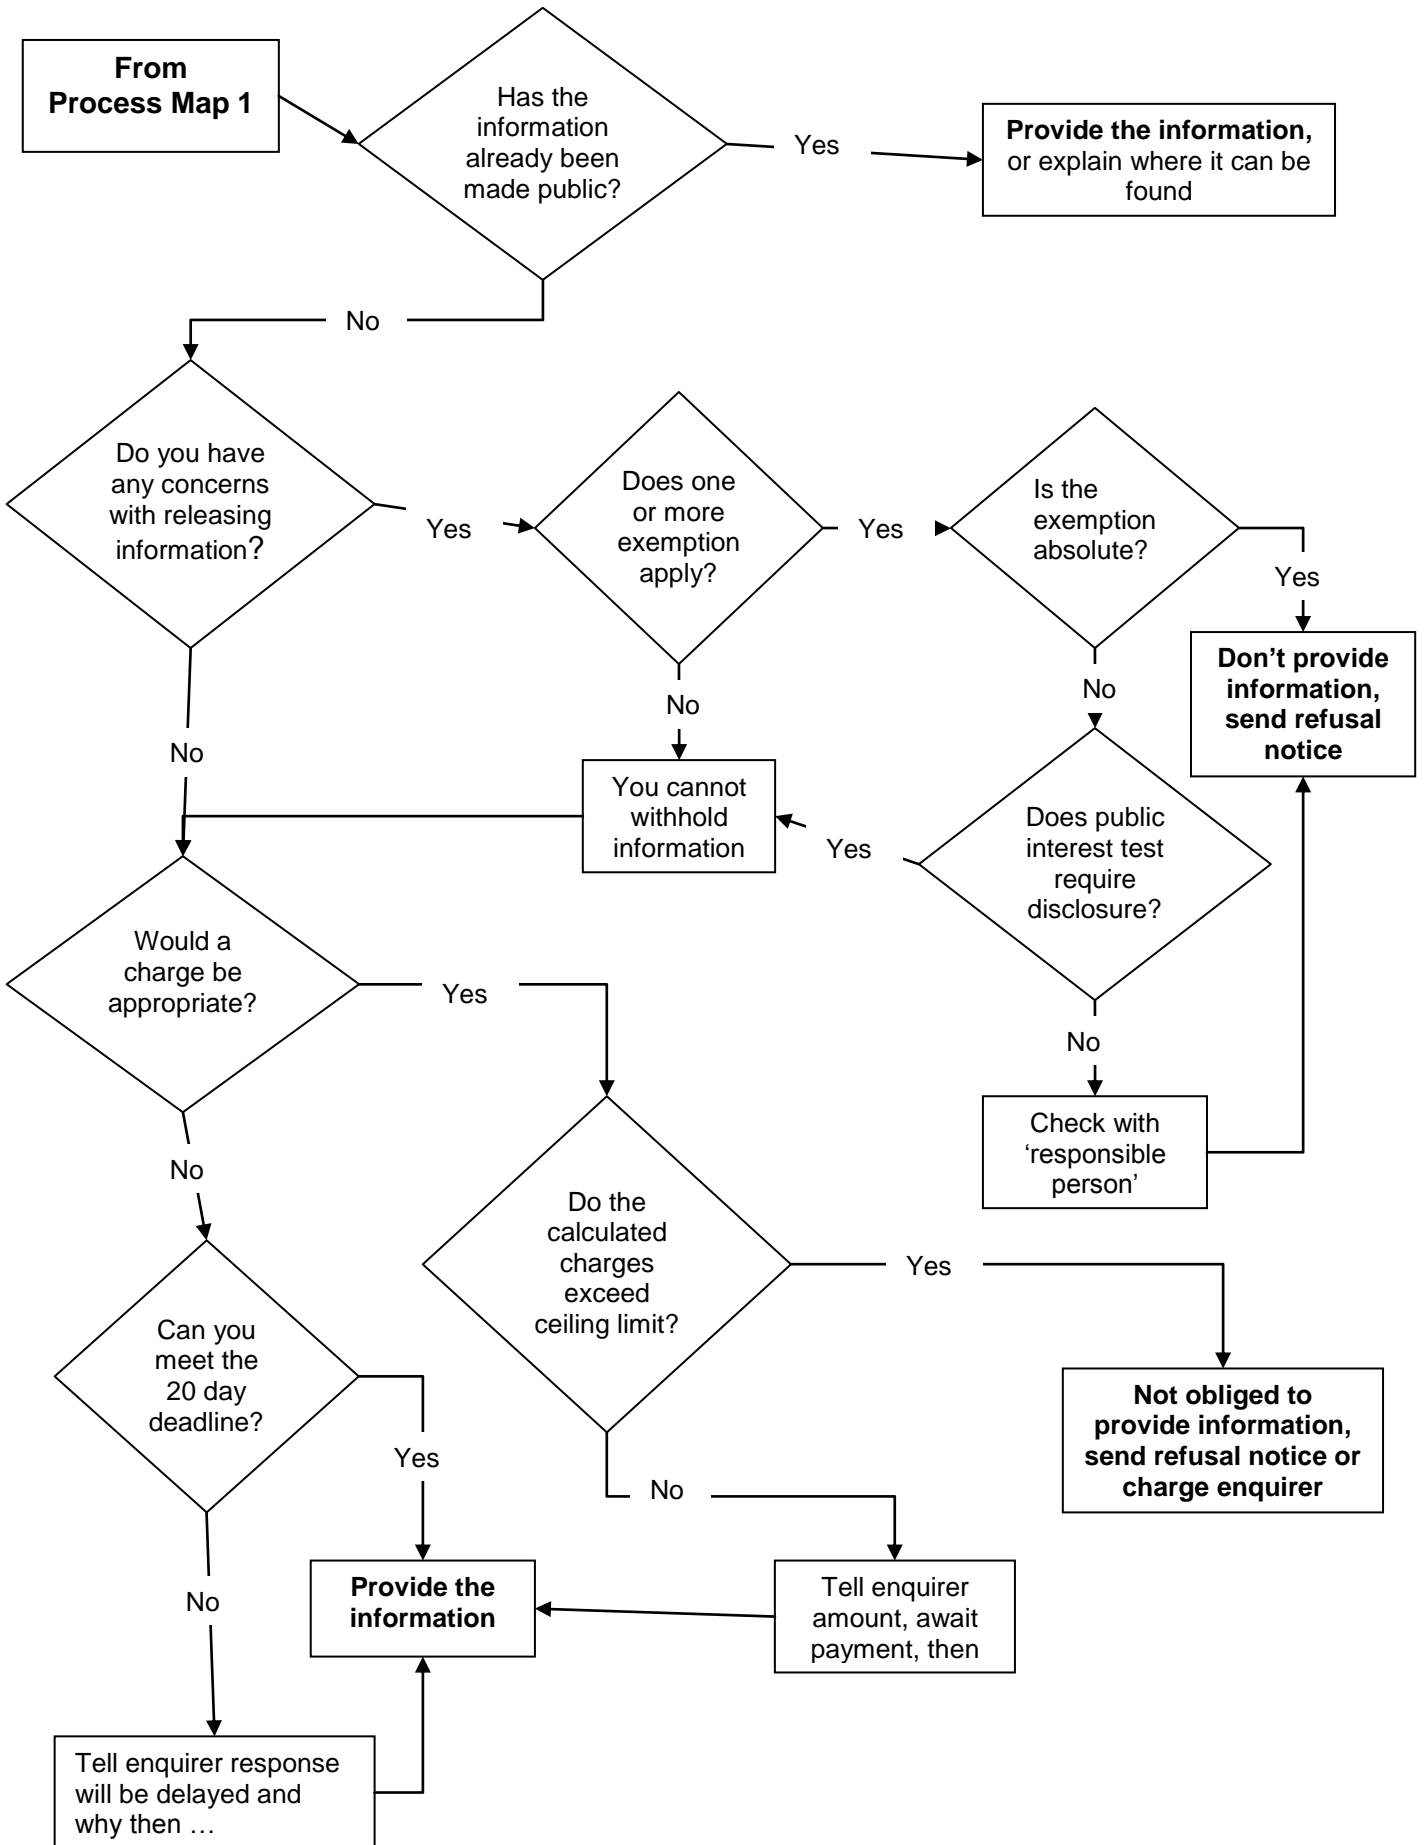 From
Process Map 1
Has the
information
already been
made public?
Yes
Provide the information,
or explain where it can be
found
No
Do you have
any concerns
with releasing
information?
Yes
Does one
or more
exemption
apply?
Yes
Is the
exemption
absolute?
Yes
No
No
Don't provide
information,
send refusal
notice
No
You cannot
withhold
information
Yes
Does public
interest test
require
disclosure?
Would a
charge be
appropriate?
Yes
No
Check with
‘responsible
person’
No
Do the
calculated
charges
exceed
ceiling limit?
Yes
Can you
meet the
20 day
deadline?
Yes
Not obliged to
provide information,
send refusal notice or
charge enquirer
No
No
Provide the
information
Tell enquirer
amount, await
payment, then
Tell enquirer response
will be delayed and
why then …